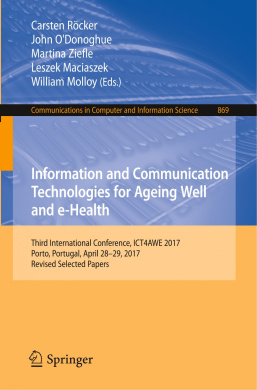 Carsten Röcker
John O'Donoghue
Martina Ziefle
Leszek Maciaszek
William Molloy (Eds.)
Communications in Computer and Information Science 869
Information and Communication
Technologies for Ageing Well
and e-Health
Third International Conference, ICT4AWE 2017
Porto, Portugal, April 28–29, 2017
Revised Selected Papers
Springer